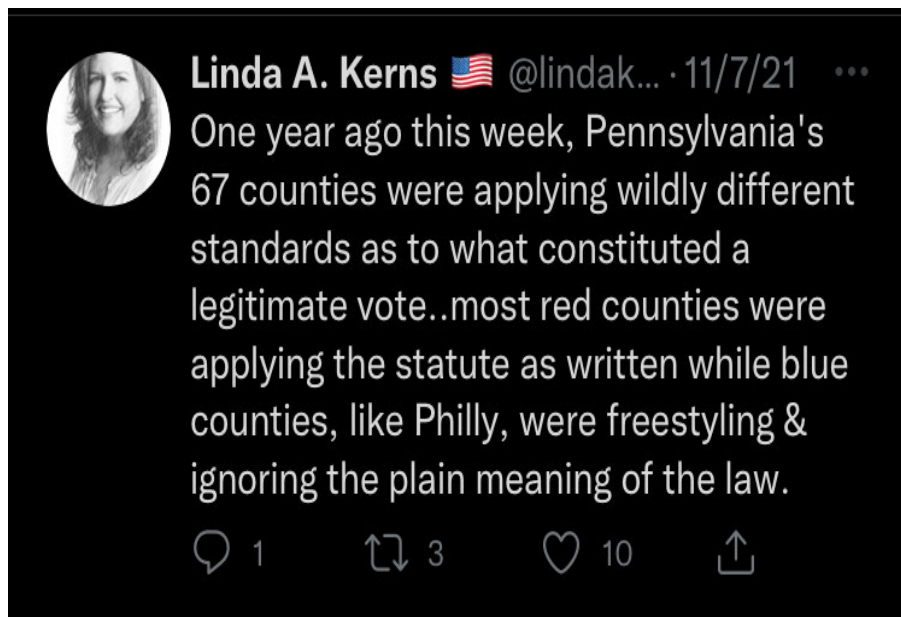 Linda A. Kerns 🇺🇸 @lindak... · 11/7/21 •••
One year ago this week, Pennsylvania's
67 counties were applying wildly different
standards as to what constituted a
legitimate vote..most red counties were
applying the statute as written while blue
counties, like Philly, were freestyling &
ignoring the plain meaning of the law.
1 3 10